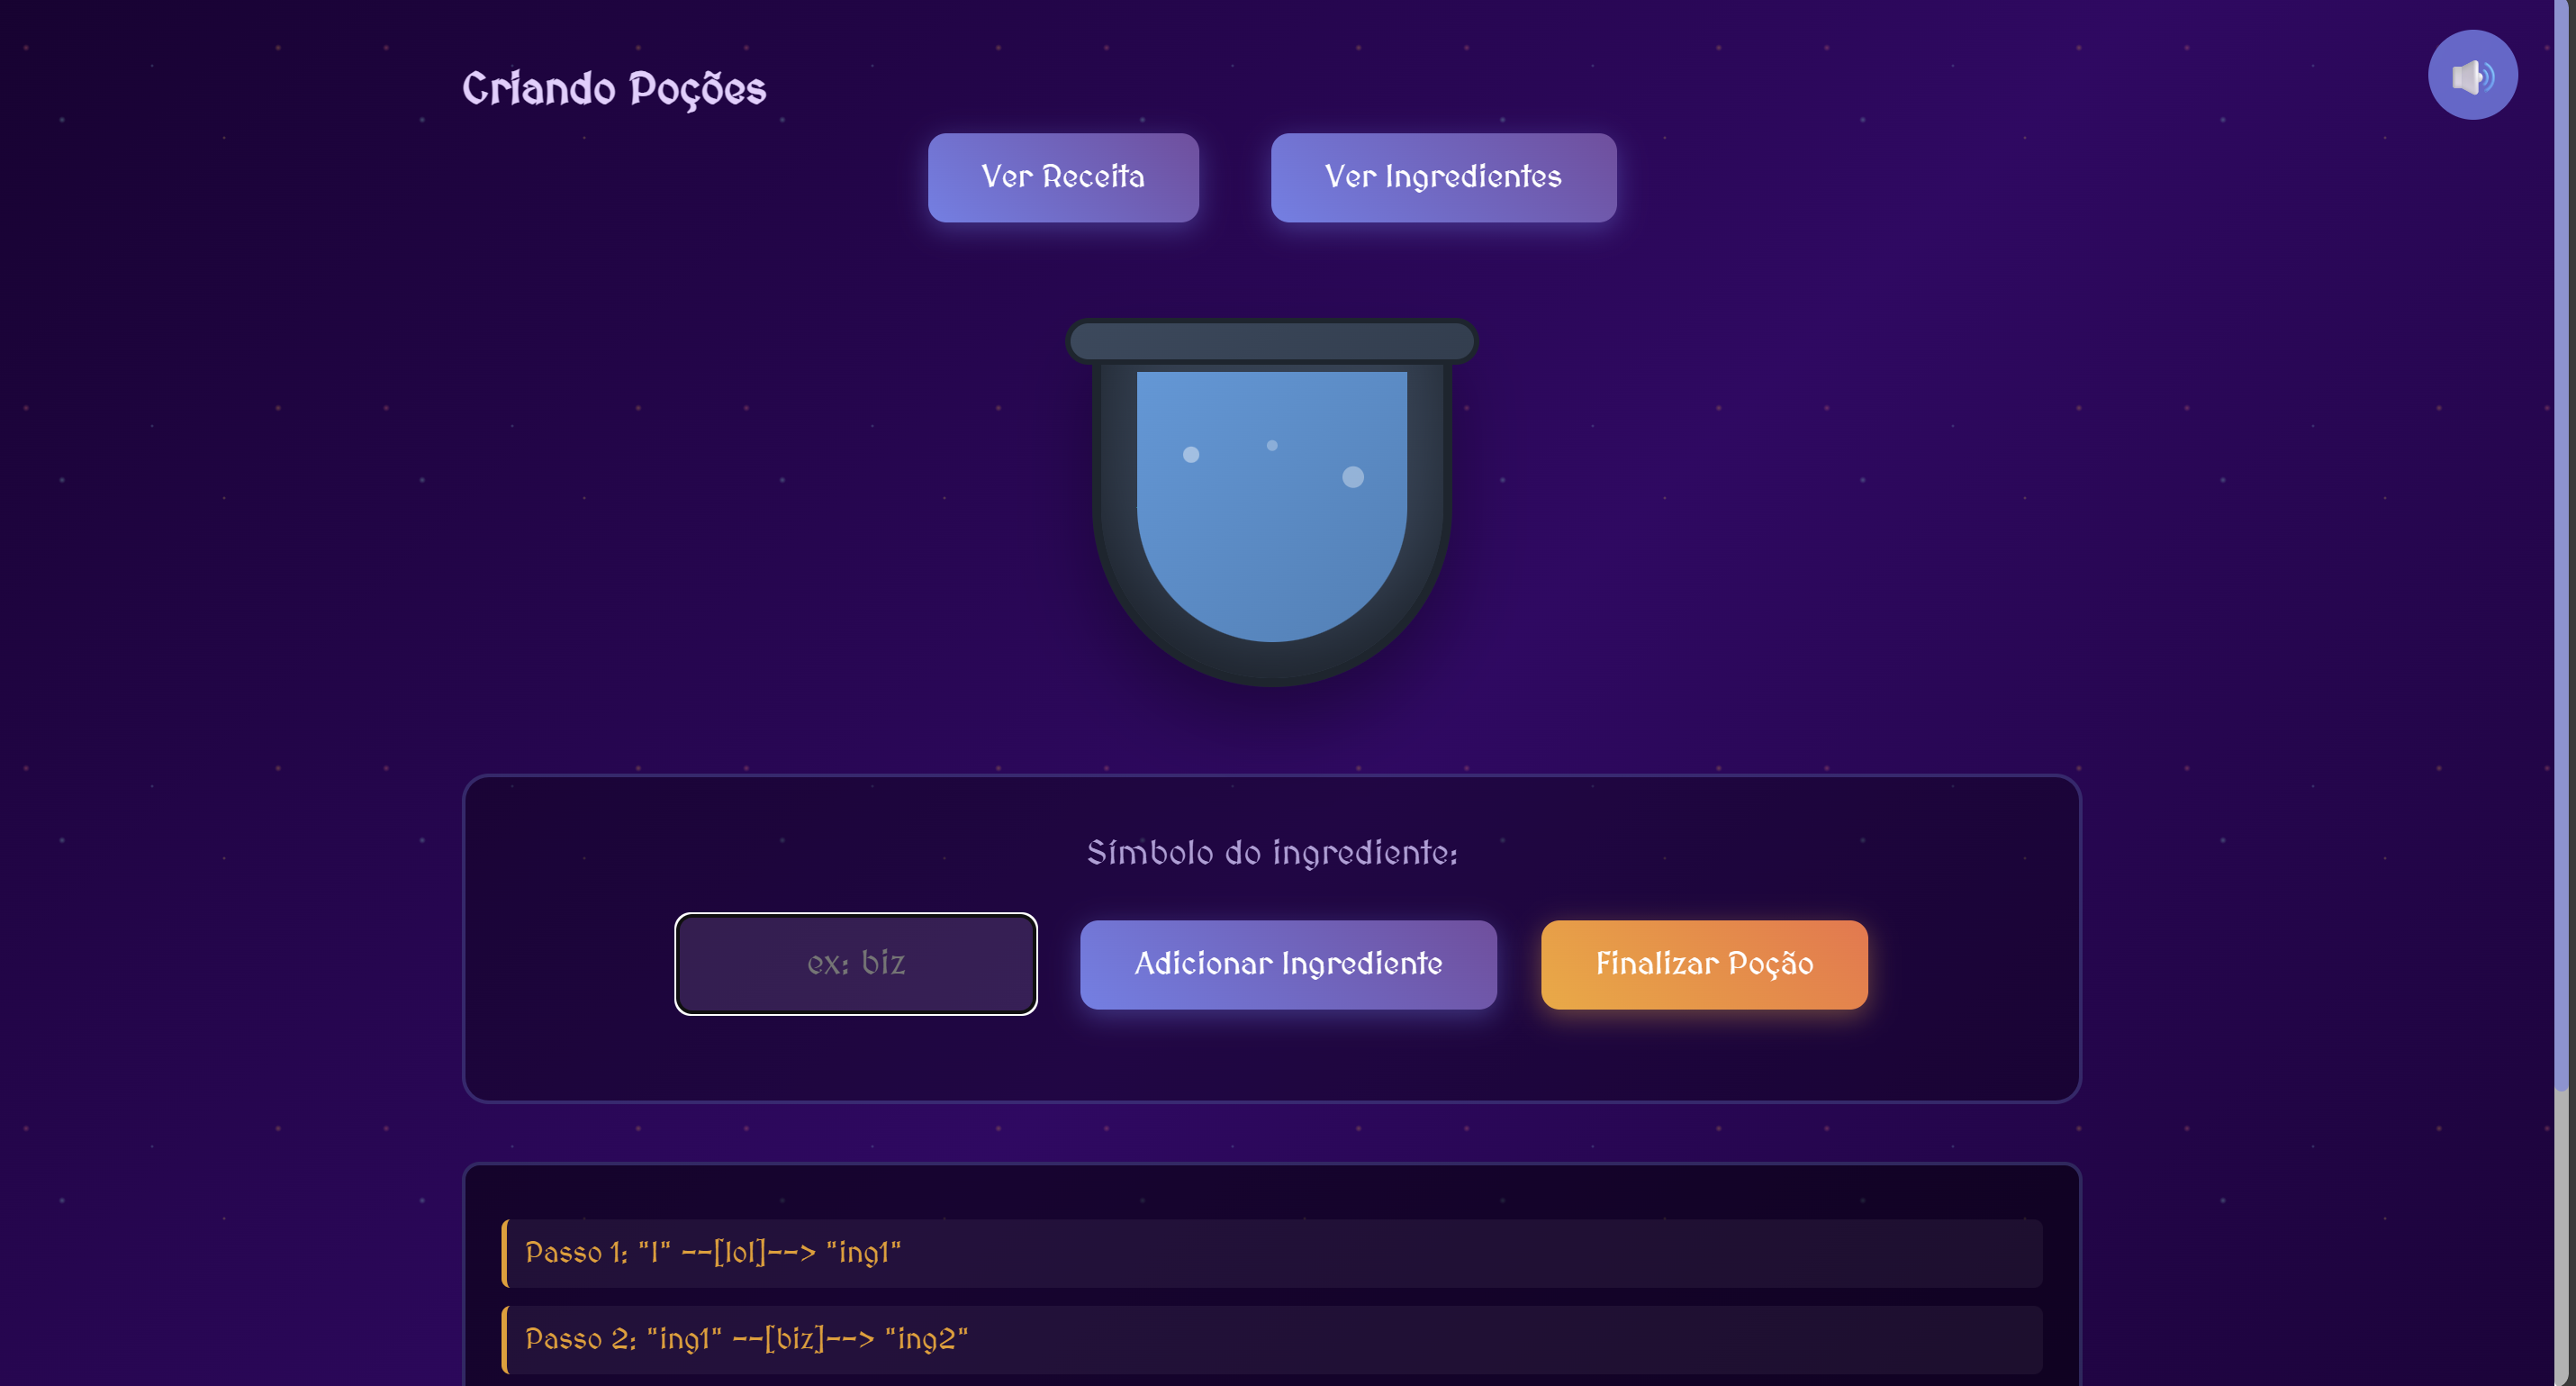 Criando Poções
Ver Receita
Ver Ingredientes
Símbolo do ingrediente:
ex: biz
Adicionar Ingrediente
Finalizar Poção
Passo 1: "I" --[lol]--> "ing1"
Passo 2: "ing1" --[biz]--> "ing2"